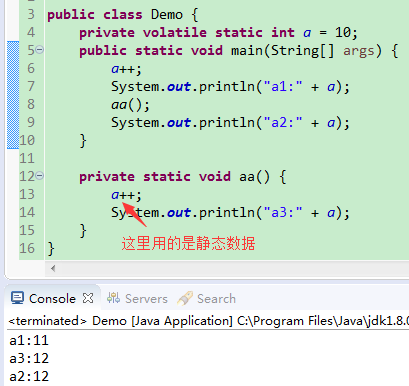 3 public class Demo {
4 private volatile static int a = 10;
5 public static void main(String[] args) {
6 a++;
7 System.out.println("a1:" + a);
8 aa();
9 System.out.println("a2:" + a);
10 }
11
12 private static void aa() {
13 a++;
14 System.out.println("a3:" + a);
15 }
这里用的是静态数据
16 }
Console Servers Search
<terminated> Demo [Java Application] C:\Program Files\Java\jdk1.8.0
a1:11
a3:12
a2:12